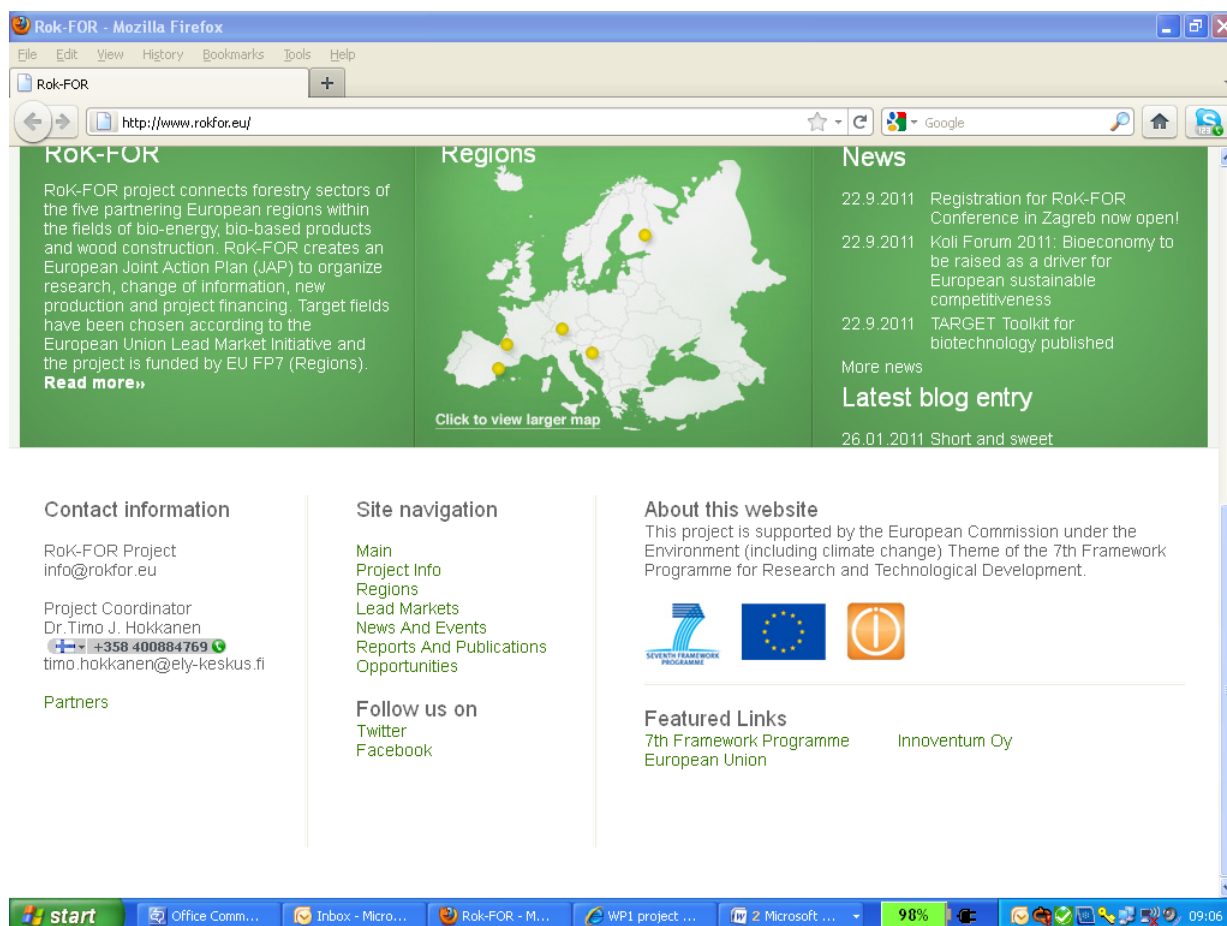 Rok-FOR - Mozilla Firefox
File Edit View History Bookmarks Tools Help
Rok-FOR
http://www.rokfor.eu/
Google
RoK-FOR
RoK-FOR project connects forestry sectors of
the five partnering European regions within
the fields of bio-energy, bio-based products
and wood construction. RoK-FOR creates an
European Joint Action Plan (JAP) to organize
research, change of information, new
production and project financing. Target fields
have been chosen according to the
European Union Lead Market Initiative and
the project is funded by EU FP7 (Regions).
Read more»
Regions
Click to view larger map
News
22.9.2011 Registration for RoK-FOR
Conference in Zagreb now open!
22.9.2011 Koli Forum 2011: Bioeconomy to
be raised as a driver for
European sustainable
competitiveness
22.9.2011 TARGET Toolkit for
biotechnology published
More news
Latest blog entry
26.01.2011 Short and sweet
Contact information
RoK-FOR Project
info@rokfor.eu
Project Coordinator
Dr.Timo J. Hokkanen
+358 400884769
timo.hokkanen@ely-keskus.fi
Partners
Site navigation
Main
Project Info
Regions
Lead Markets
News And Events
Reports And Publications
Opportunities
Follow us on
Twitter
Facebook
About this website
This project is supported by the European Commission under the
Environment (including climate change) Theme of the 7th Framework
Programme for Research and Technological Development.
SEVENTH FRAMEWORK
PROGRAMME
Featured Links
7th Framework Programme
Innoventum Oy
European Union
start
Office Comm...
Inbox - Micro...
Rok-FOR - M...
WP1 project ...
2 Microsoft ...
98%
09:06